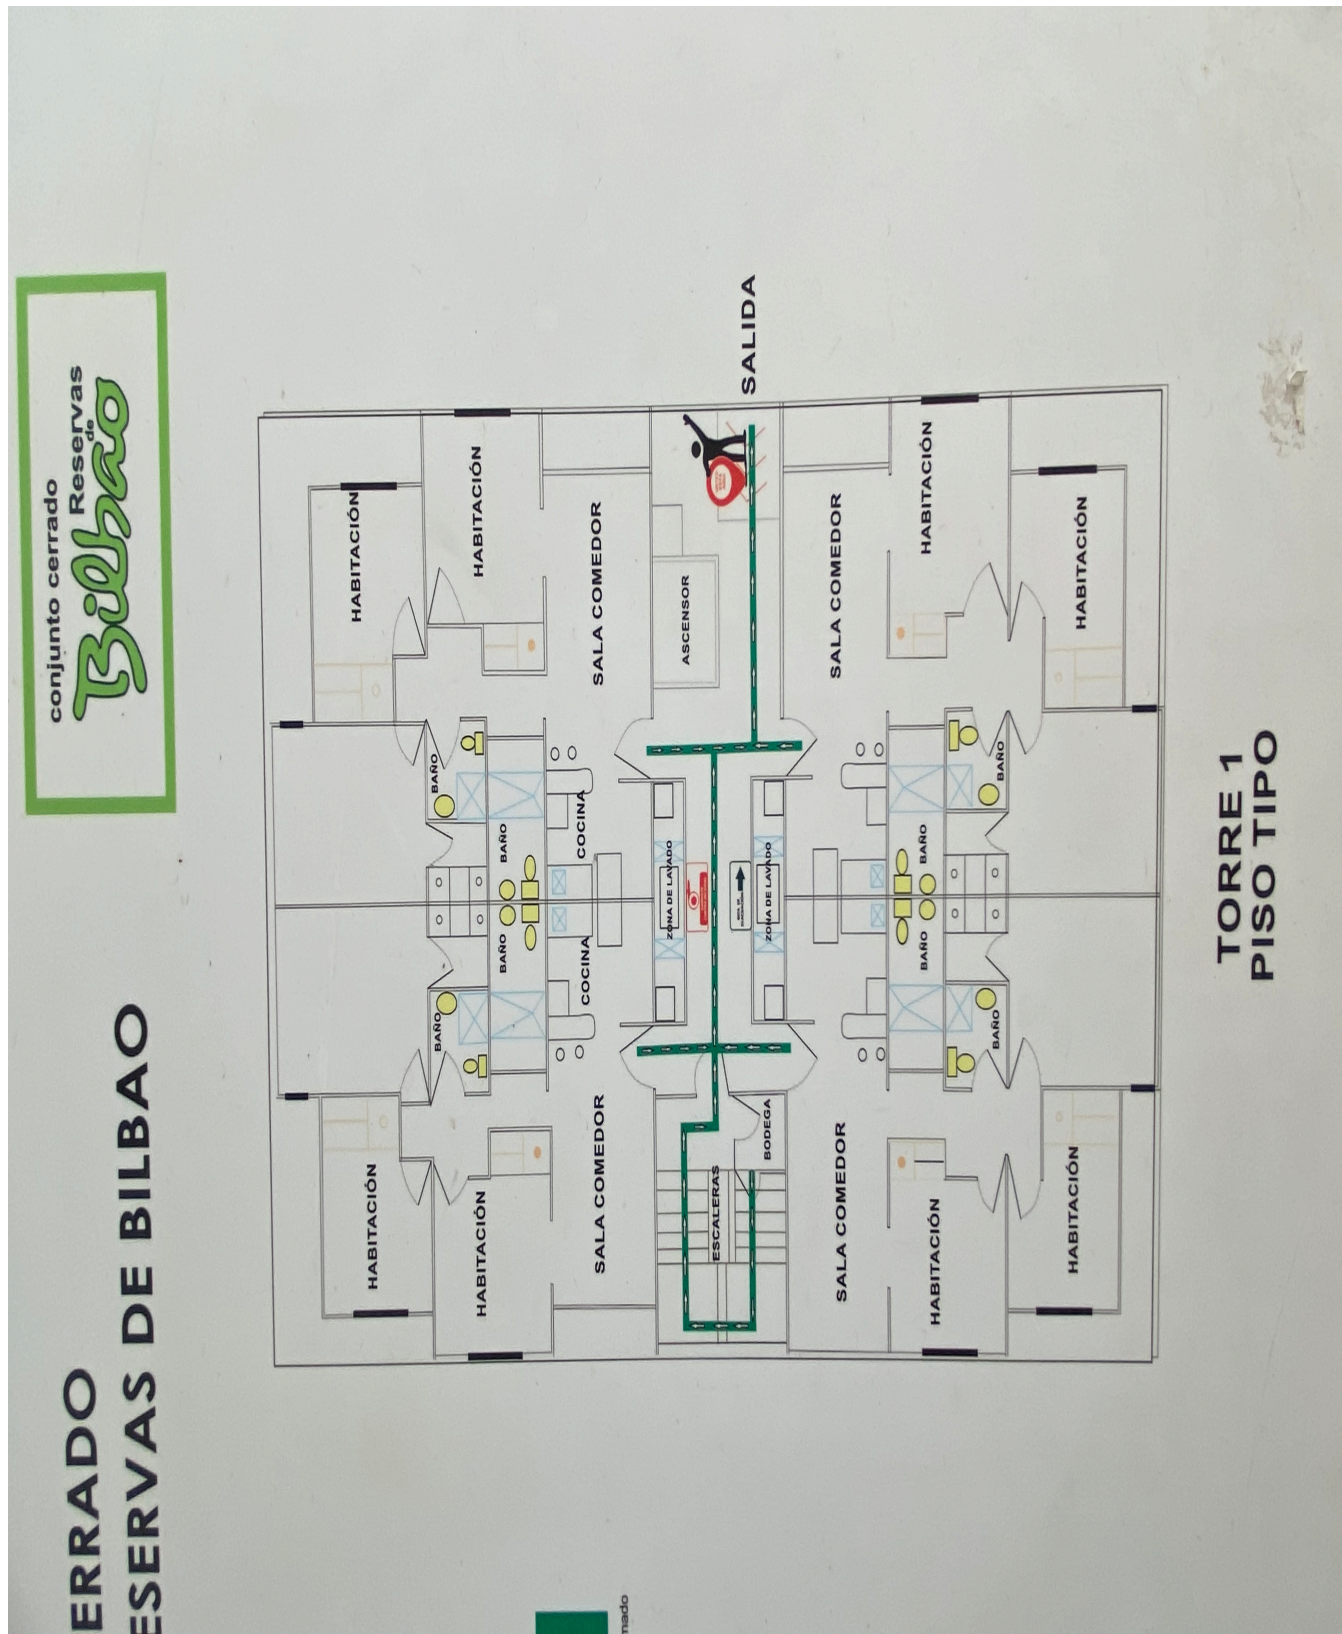 ERRADO
ESERVAS DE BILBAO
conjunto cerrado
Reservas
de
Bilbao
HABITACIÓN
HABITACIÓN
BAÑO
BAÑO
HABITACIÓN
HABITACIÓN
BAÑO
BAÑO
COCINA
COCINA
SALA COMEDOR
SALA COMEDOR
mado
ZONA DE LAVADO
ASCENSOR
ESCALERAS
SALIDA
BODEGA
ZONA DE LAVADO
SALA COMEDOR
SALA COMEDOR
BAÑO
BAÑO
HABITACIÓN
HABITACIÓN
BAÑO
BAÑO
HABITACIÓN
HABITACIÓN
TORRE 1
PISO TIPO